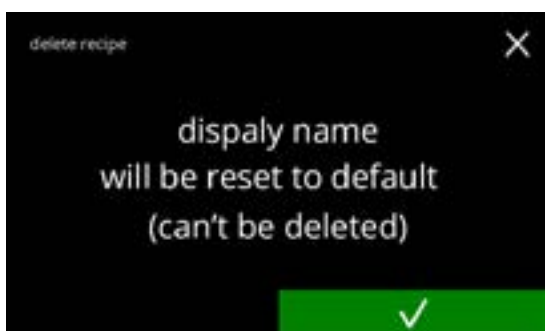 delete recipe
dispaly name
will be reset to default
(can't be deleted)